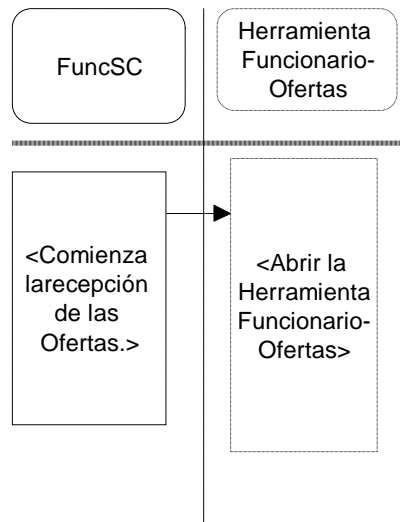 FuncSC
Herramienta
Funcionario-
Ofertas
<Comienza
larecepción
de las
Ofertas.>
<Abrir la
Herramienta
Funcionario-
Ofertas>